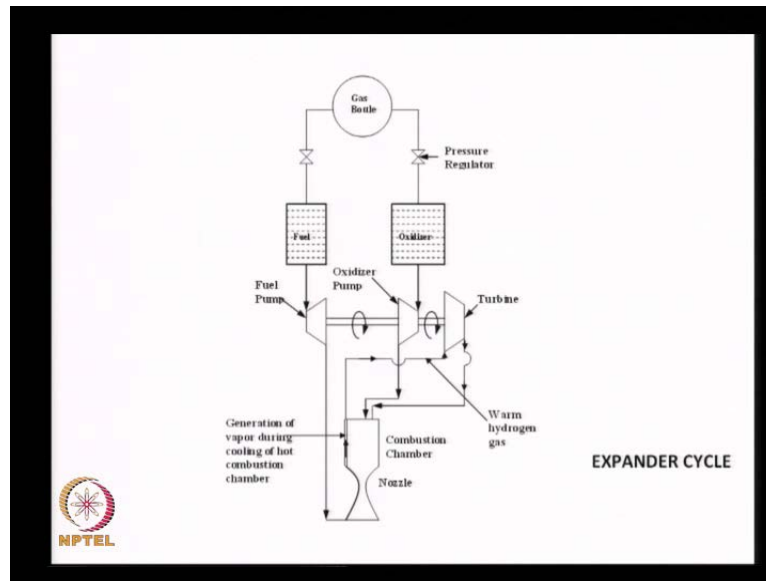 Gas
Bottle
Pressure
Regulator
Fuel
Oxidizer
Oxidizer
Pump
Fuel
Pump
Turbine
Warm
hydrogen
gas
Generation of
vapor during
cooling of hot
combustion
chamber
Combustion
Chamber
Nozzle
EXPANDER CYCLE
NPTEL